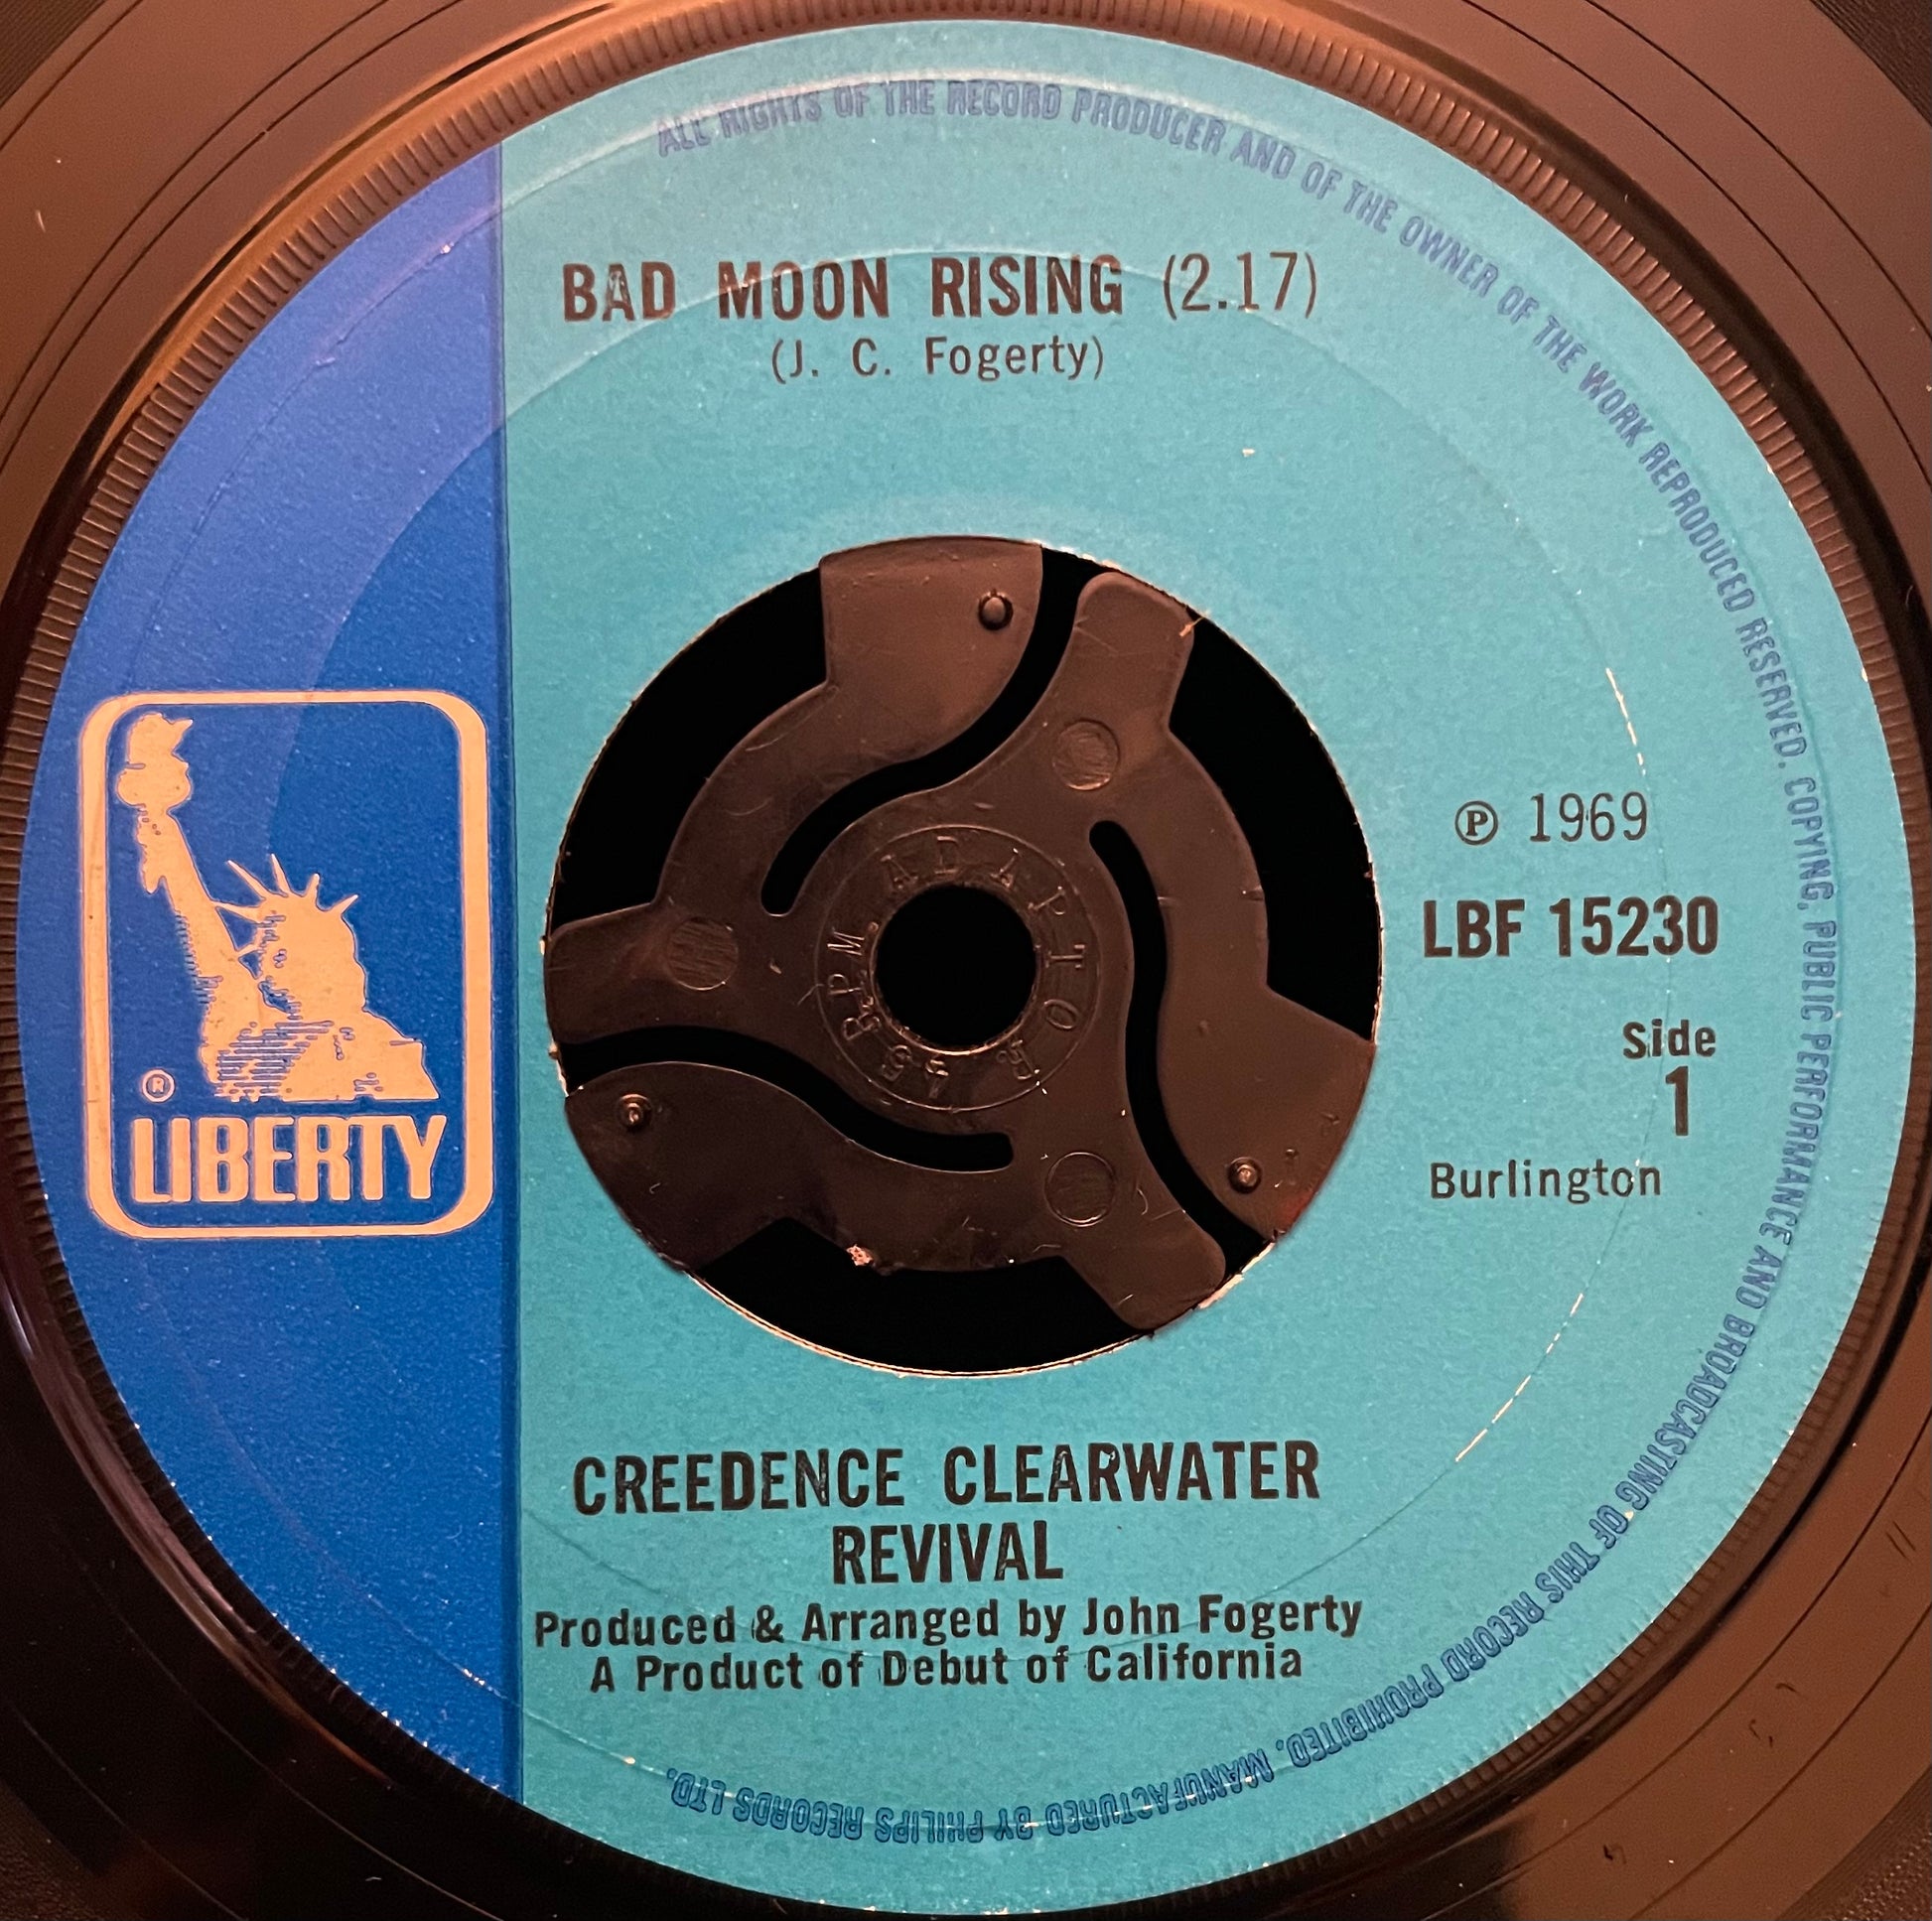 ALL RIGHTS OF THE RECORD PRODUCER AND OF THE OWNER OF THE WORK REPRODUCED RESERVED. COPYING, PUBLIC PERFORMANCE AND BROADCASTING OF THIS RECORD PROHIBITED. MANUFACTURED BY PHILIPS RECORDS LTD.
BAD MOON RISING (2.17)
(J. C. Fogerty)
℗ 1969
LBF 15230
Side
1
Burlington
45 RPM. ADAPTOR
®
LIBERTY
CREEDENCE CLEARWATER
REVIVAL
Produced & Arranged by John Fogerty
A Product of Debut of California